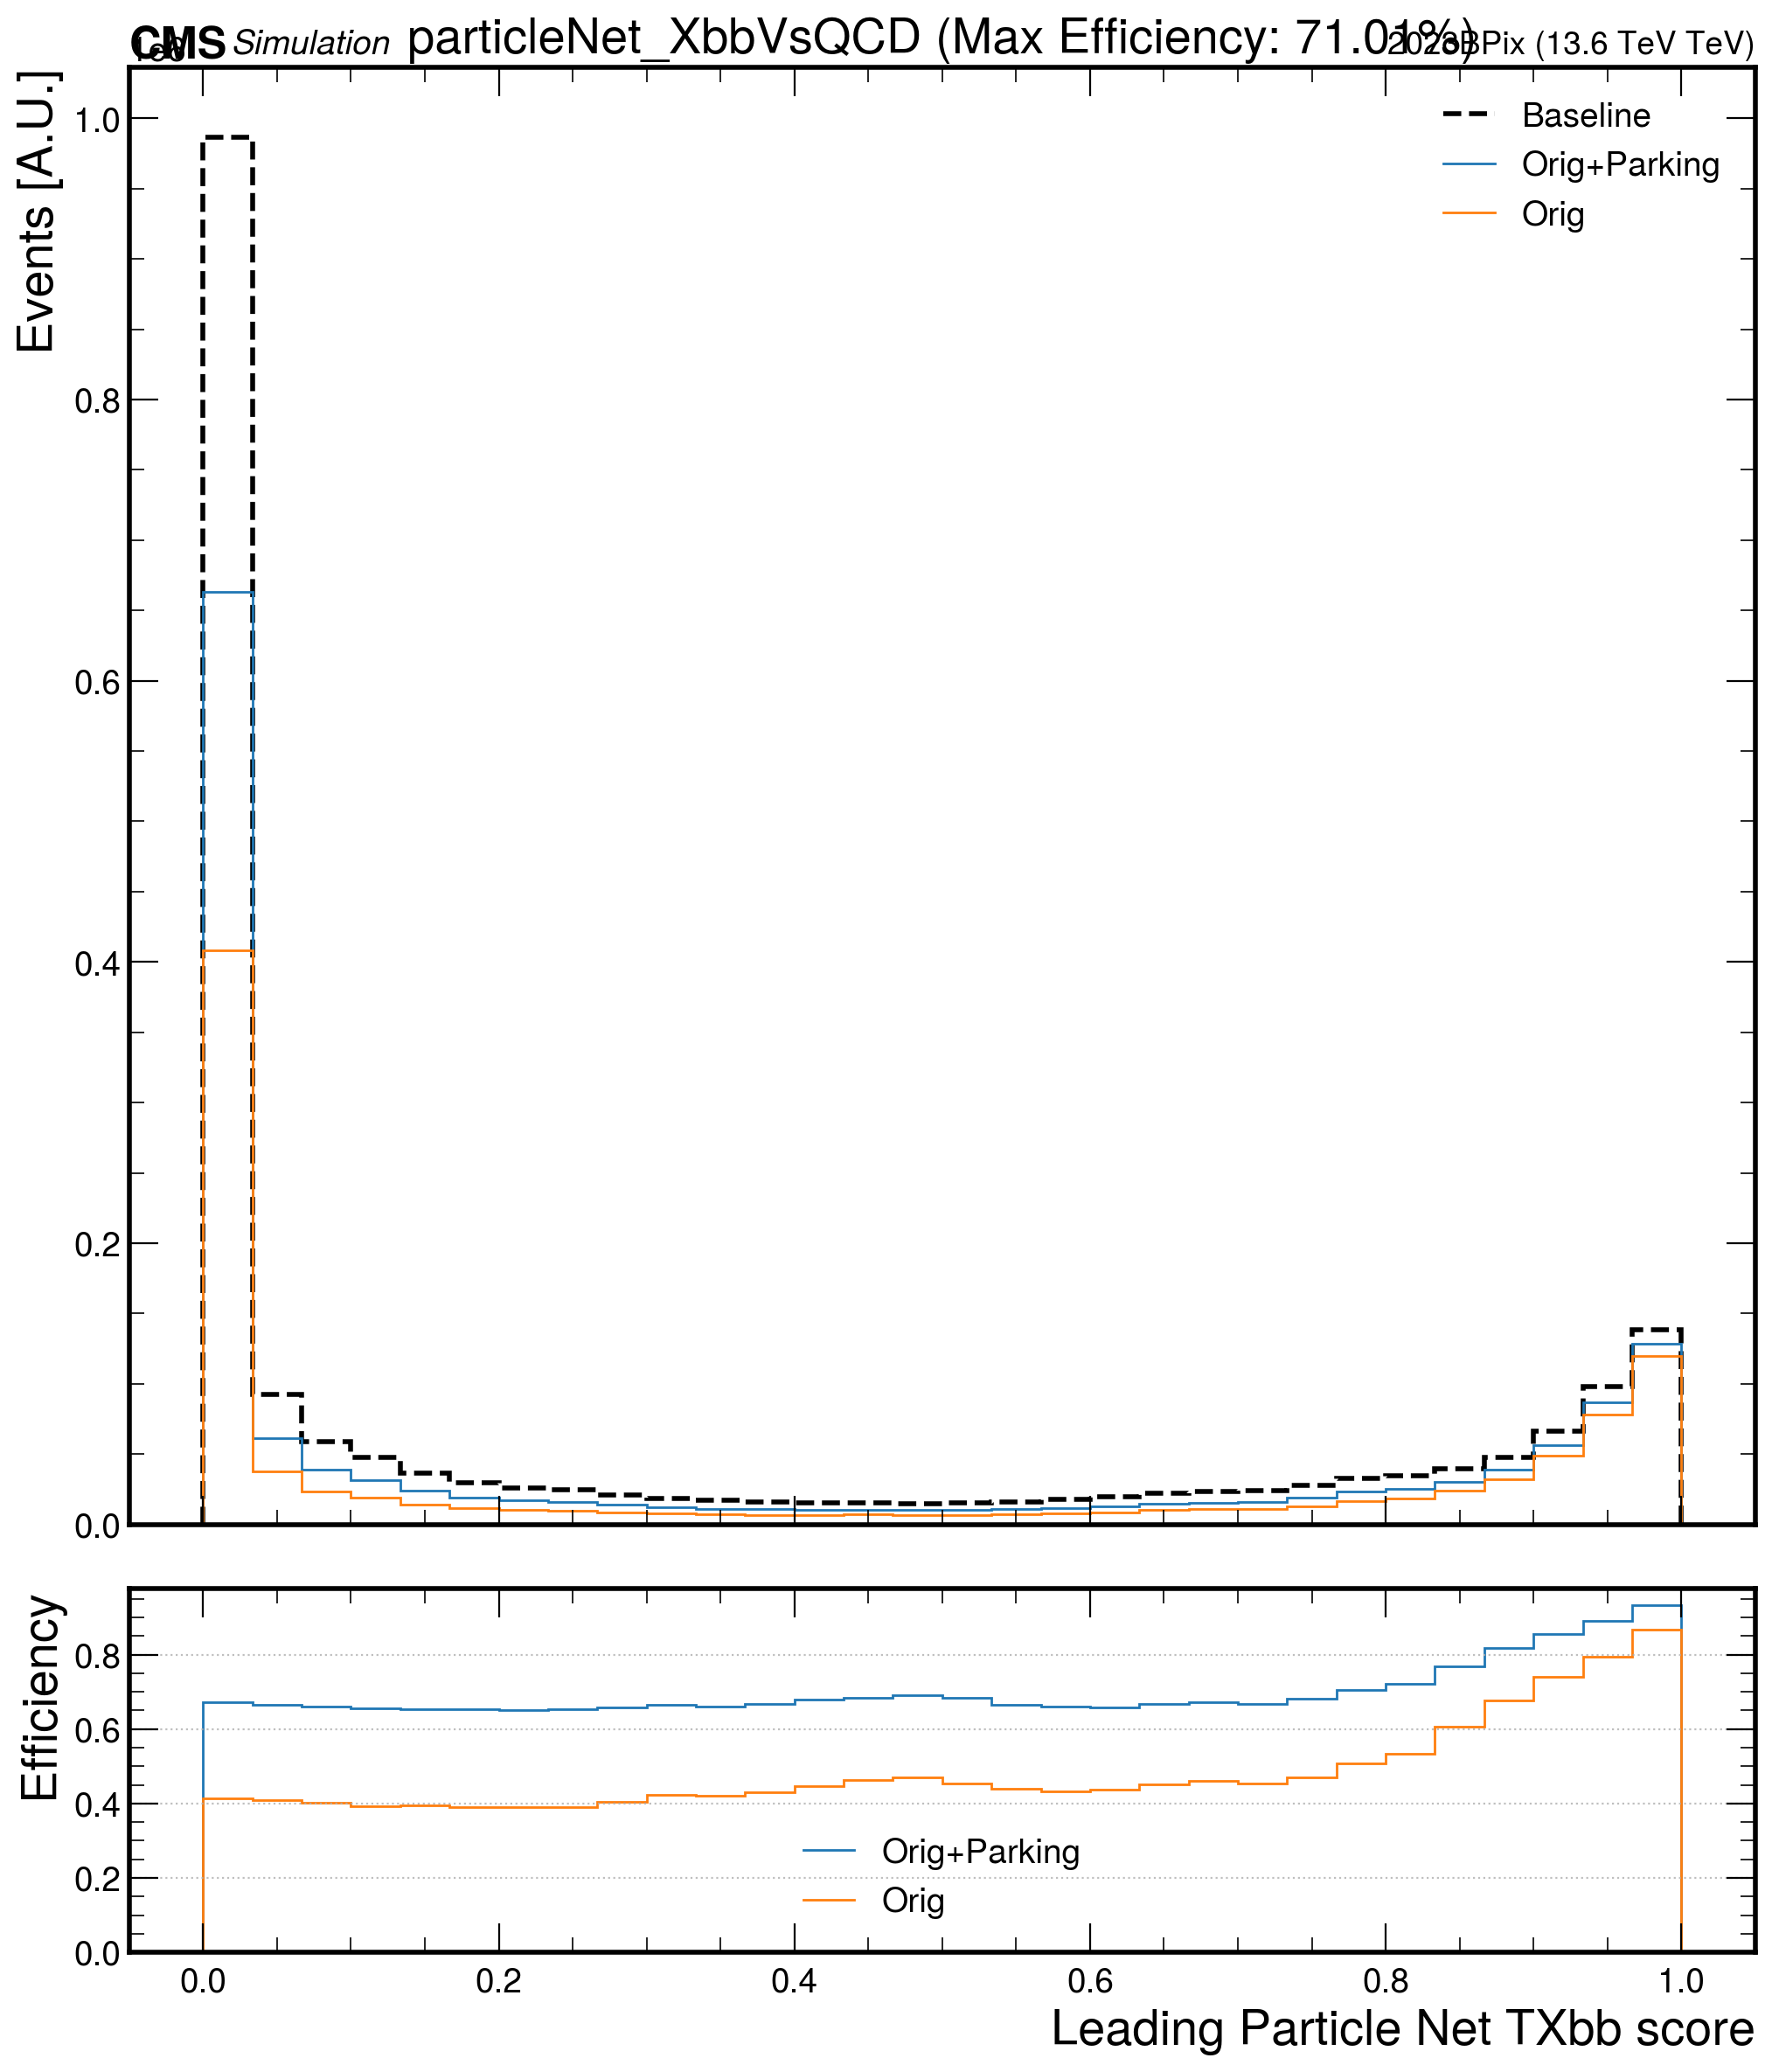 CMS Simulation particleNet_XbbVsQCD (Max Efficiency: 71.01%) 2023BPix (13.6 TeV TeV)
Events [A.U.]
1.0
0.8
0.6
0.4
0.2
0.0
Baseline
Orig+Parking
Orig
Efficiency
0.8
0.6
0.4
0.2
0.0
Orig+Parking
Orig
0.0 0.2 0.4 0.6 0.8 1.0
Leading Particle Net TXbb score